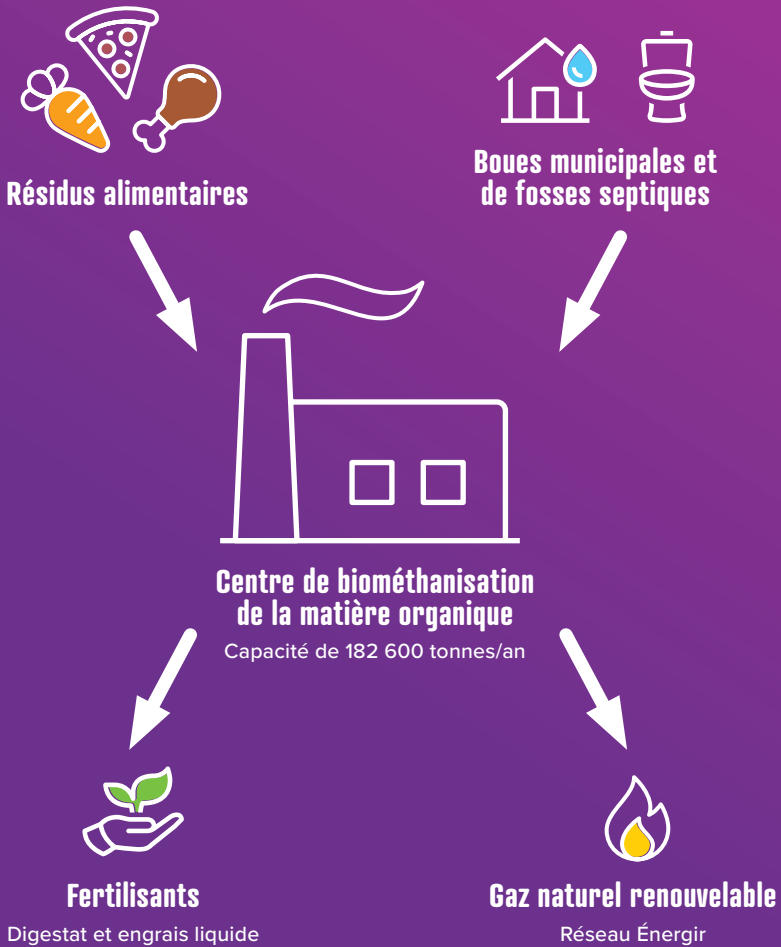 Résidus alimentaires
Boues municipales et
de fosses septiques
Centre de biométhanisation
de la matière organique
Capacité de 182 600 tonnes/an
Fertilisants
Digestat et engrais liquide
Gaz naturel renouvelable
Réseau Énergir